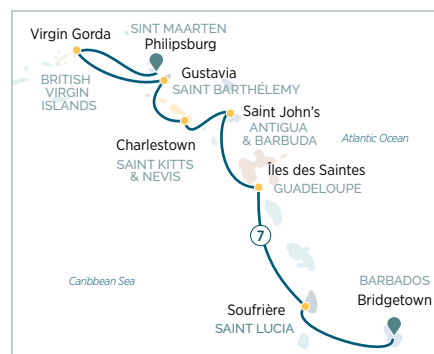 Virgin Gorda
SINT MAARTEN
Philipsburg
BRITISH
VIRGIN
ISLANDS
Gustavia
SAINT BARTHÉLEMY
Charlestown
SAINT KITTS
& NEVIS
Saint John's
ANTIGUA
& BARBUDA
Atlantic Ocean
Îles des Saintes
GUADELOUPE
7
Caribbean Sea
Soufrière
SAINT LUCIA
BARBADOS
Bridgetown